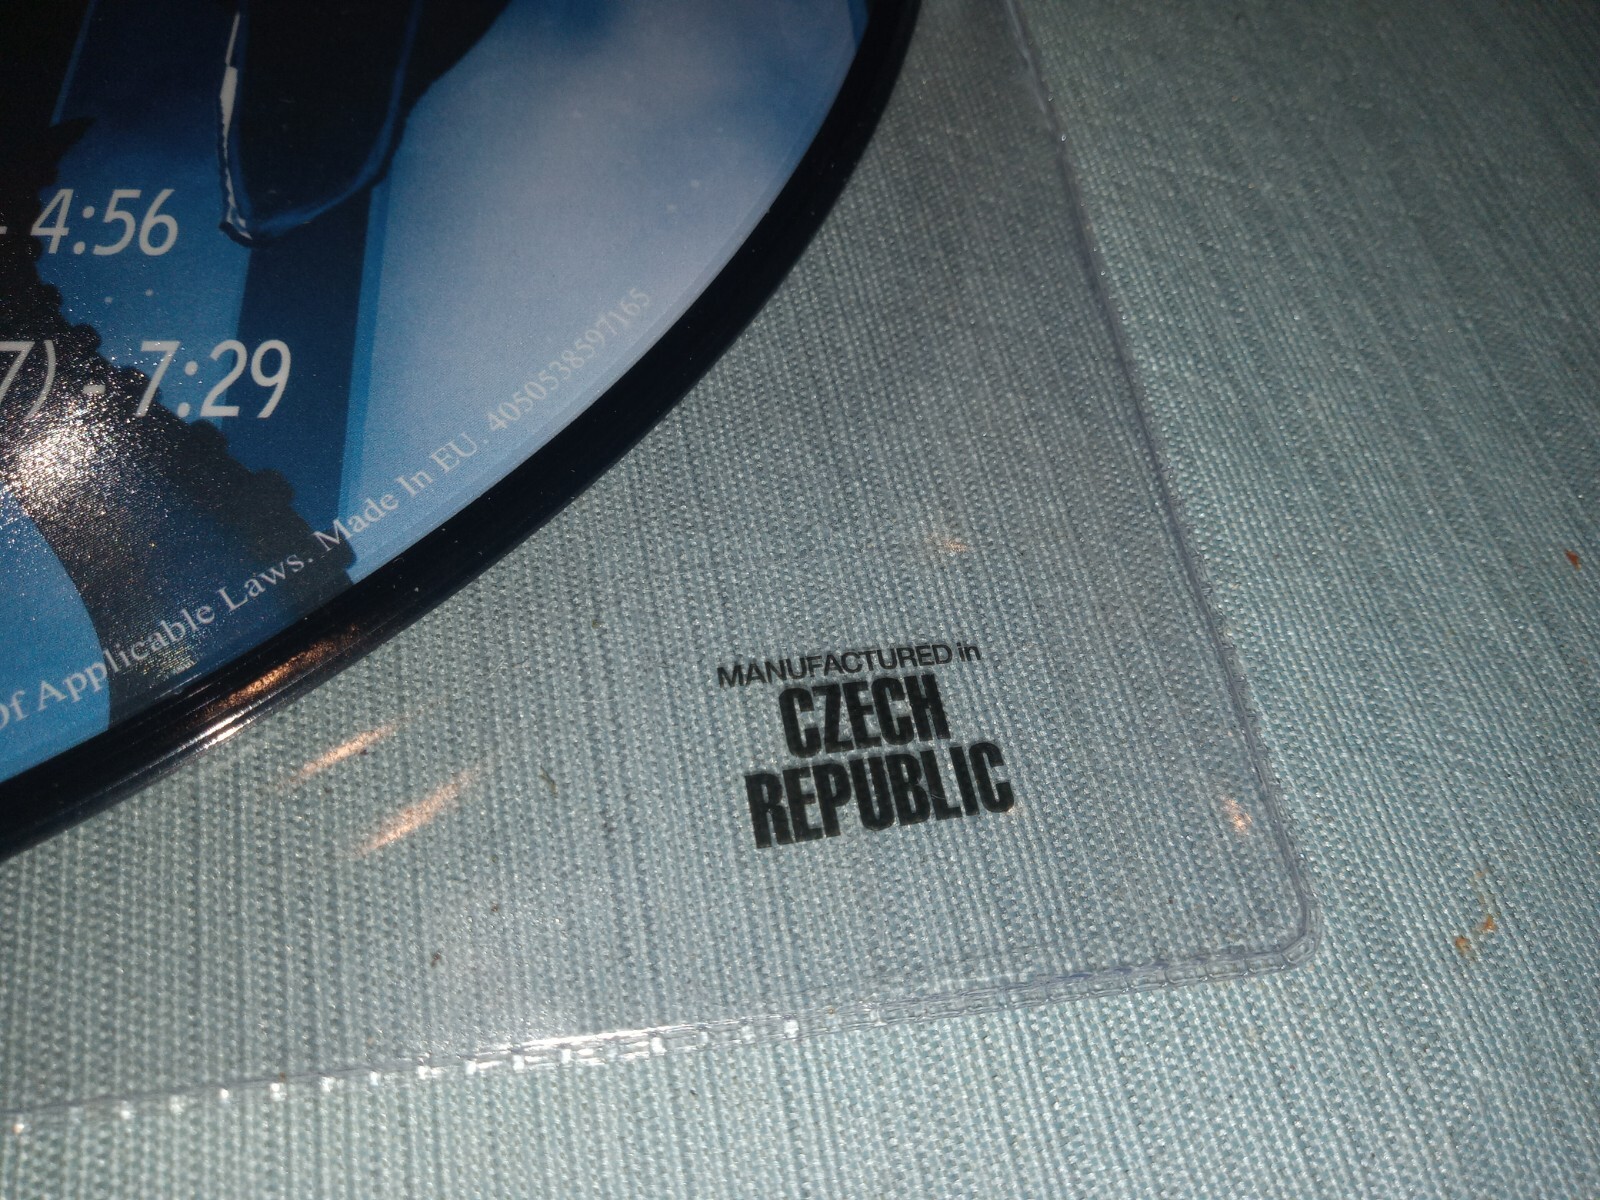 - 4:56
7) - 7:29
Of Applicable Laws. Made In EU. 4050538597165
MANUFACTURED in
CZECH
REPUBLIC